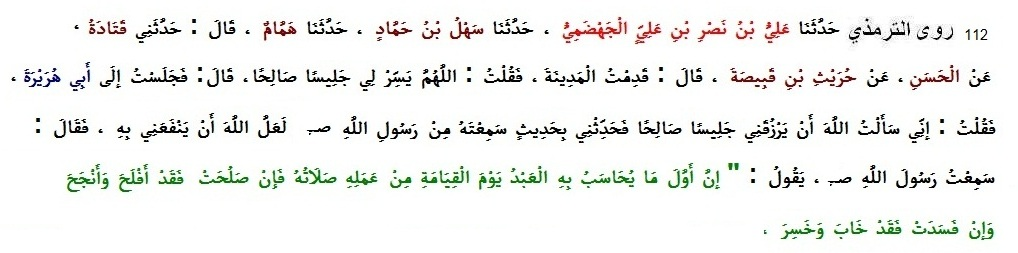 112 روى الترمذي حَدَّثَنَا عَلِيُّ بْنُ نَصْرِ بْنِ عَلِيٍّ الْجَهْضَمِيُّ ، حَدَّثَنَا سَهْلُ بْنُ حَمَّادٍ ، حَدَّثَنَا هَمَّامٌ ، قَالَ : حَدَّثَنِي قَتَادَةُ ،
عَنْ الْحَسَنِ ، عَنْ حُرَيْثِ بْنِ قَبِيصَةَ ، قَالَ : قَدِمْتُ الْمَدِينَةَ ، فَقُلْتُ : اللَّهُمَّ يَسِّرْ لِي جَلِيسًا صَالِحًا ، قَالَ : فَجَلَسْتُ إِلَى أَبِي هُرَيْرَةَ ،
فَقُلْتُ : إِنِّي سَأَلْتُ اللَّهَ أَنْ يَرْزُقَنِي جَلِيسًا صَالِحًا فَحَدِّثْنِي بِحَدِيثٍ سَمِعْتَهُ مِنْ رَسُولِ اللَّهِ صـ لَعَلَّ اللَّهَ أَنْ يَنْفَعَنِي بِهِ ، فَقَالَ :
سَمِعْتُ رَسُولَ اللَّهِ صـ ، يَقُولُ : " إِنَّ أَوَّلَ مَا يُحَاسَبُ بِهِ الْعَبْدُ يَوْمَ الْقِيَامَةِ مِنْ عَمَلِهِ صَلَاتُهُ فَإِنْ صَلُحَتْ فَقَدْ أَفْلَحَ وَأَنْجَحَ
وَإِنْ فَسَدَتْ فَقَدْ خَابَ وَخَسِرَ ،